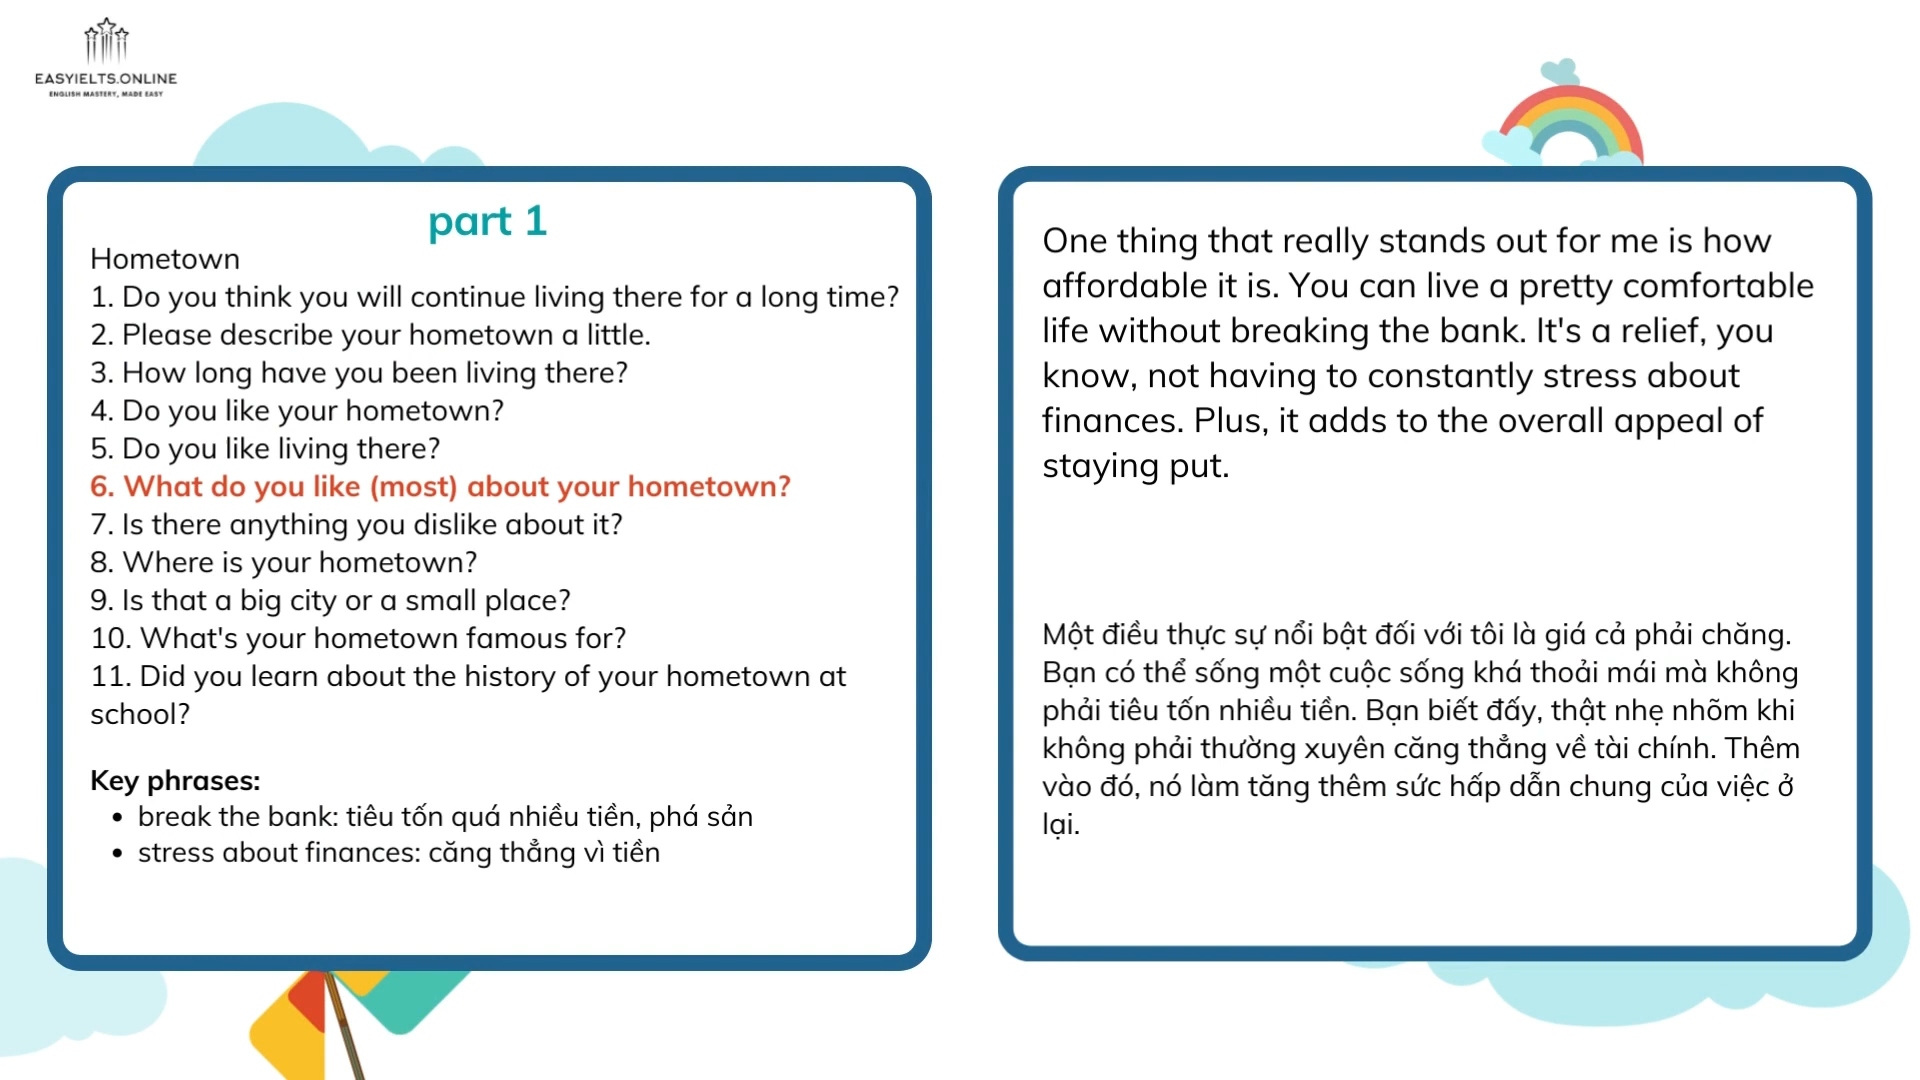 EASYIELTS.ONLINE
ENGLISH MASTERY, MADE EASY
part 1
Hometown
1. Do you think you will continue living there for a long time?
2. Please describe your hometown a little.
3. How long have you been living there?
4. Do you like your hometown?
5. Do you like living there?
6. What do you like (most) about your hometown?
7. Is there anything you dislike about it?
8. Where is your hometown?
9. Is that a big city or a small place?
10. What's your hometown famous for?
11. Did you learn about the history of your hometown at
school?
Key phrases:
• break the bank: tiêu tốn quá nhiều tiền, phá sản
• stress about finances: căng thẳng vì tiền
One thing that really stands out for me is how
affordable it is. You can live a pretty comfortable
life without breaking the bank. It's a relief, you
know, not having to constantly stress about
finances. Plus, it adds to the overall appeal of
staying put.
Một điều thực sự nổi bật đối với tôi là giá cả phải chăng.
Bạn có thể sống một cuộc sống khá thoải mái mà không
phải tiêu tốn nhiều tiền. Bạn biết đấy, thật nhẹ nhõm khi
không phải thường xuyên căng thẳng về tài chính. Thêm
vào đó, nó làm tăng thêm sức hấp dẫn chung của việc ở
lại.